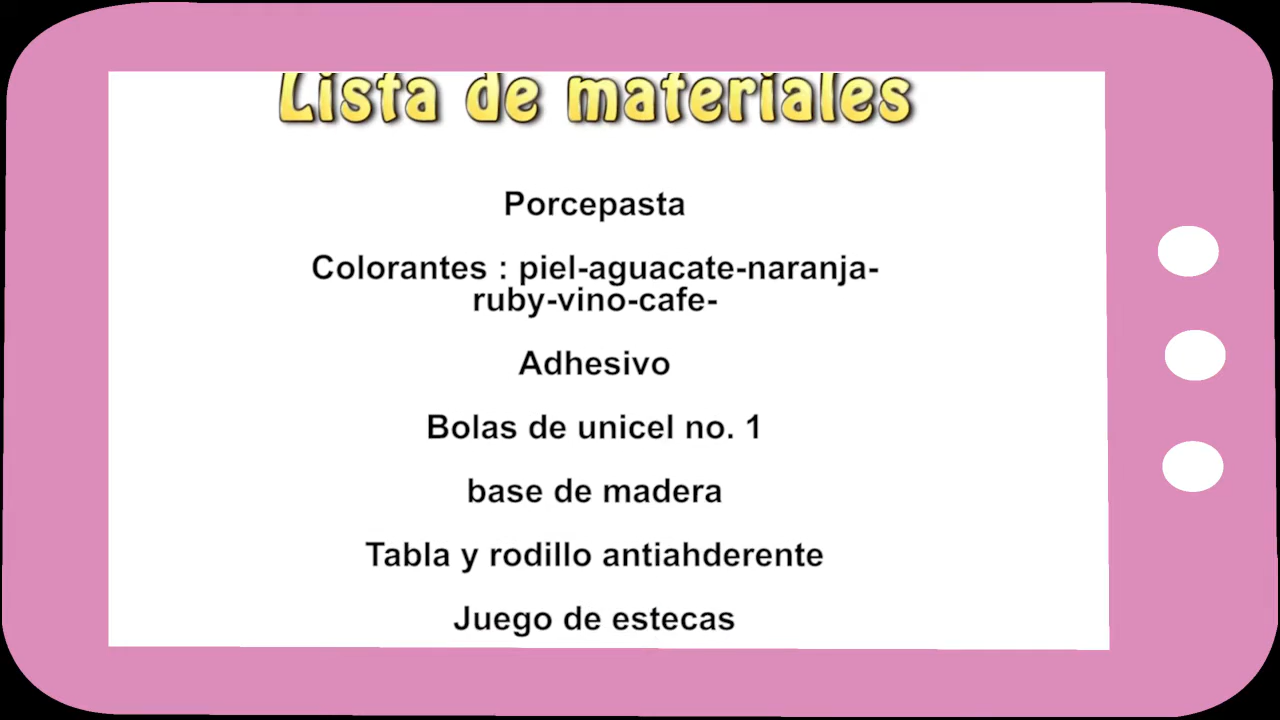 Lista de materiales
Porcepasta
Colorantes : piel-aguacate-naranja-
ruby-vino-cafe-
Adhesivo
Bolas de unicel no. 1
base de madera
Tabla y rodillo antiahderente
Juego de estecas